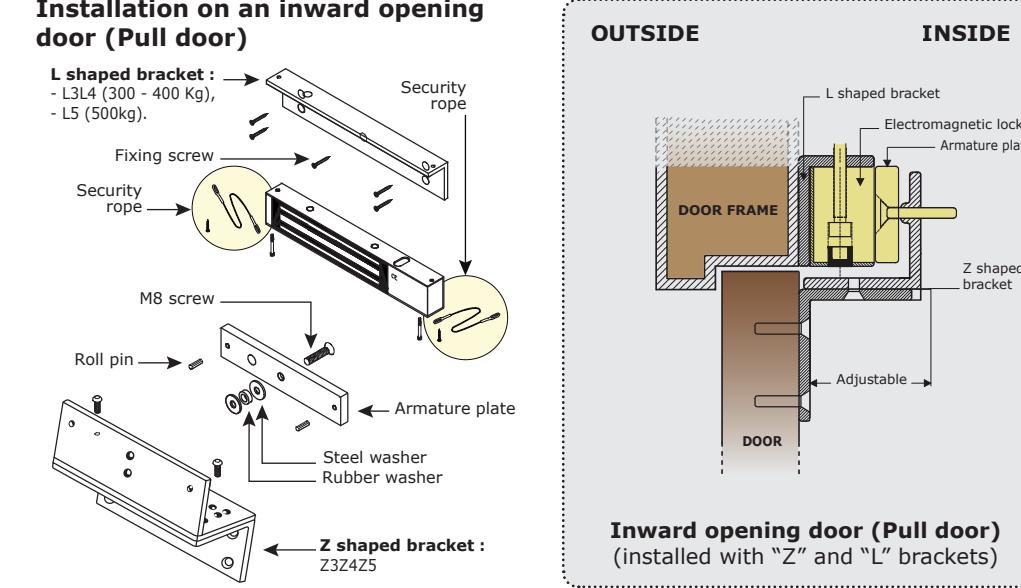 Installation on an inward opening
door (Pull door)
L shaped bracket :
- L3L4 (300 - 400 Kg),
- L5 (500kg).
Security
rope
Fixing screw
Security
rope
M8 screw
Roll pin
Armature plate
Steel washer
Rubber washer
Z shaped bracket :
Z3Z4Z5
OUTSIDE
INSIDE
L shaped bracket
Electromagnetic lock
Armature
DOOR FRAME
Z shaped
bracket
Adjustable
DOOR
Inward opening door (Pull door)
(installed with “Z” and “L” brackets)